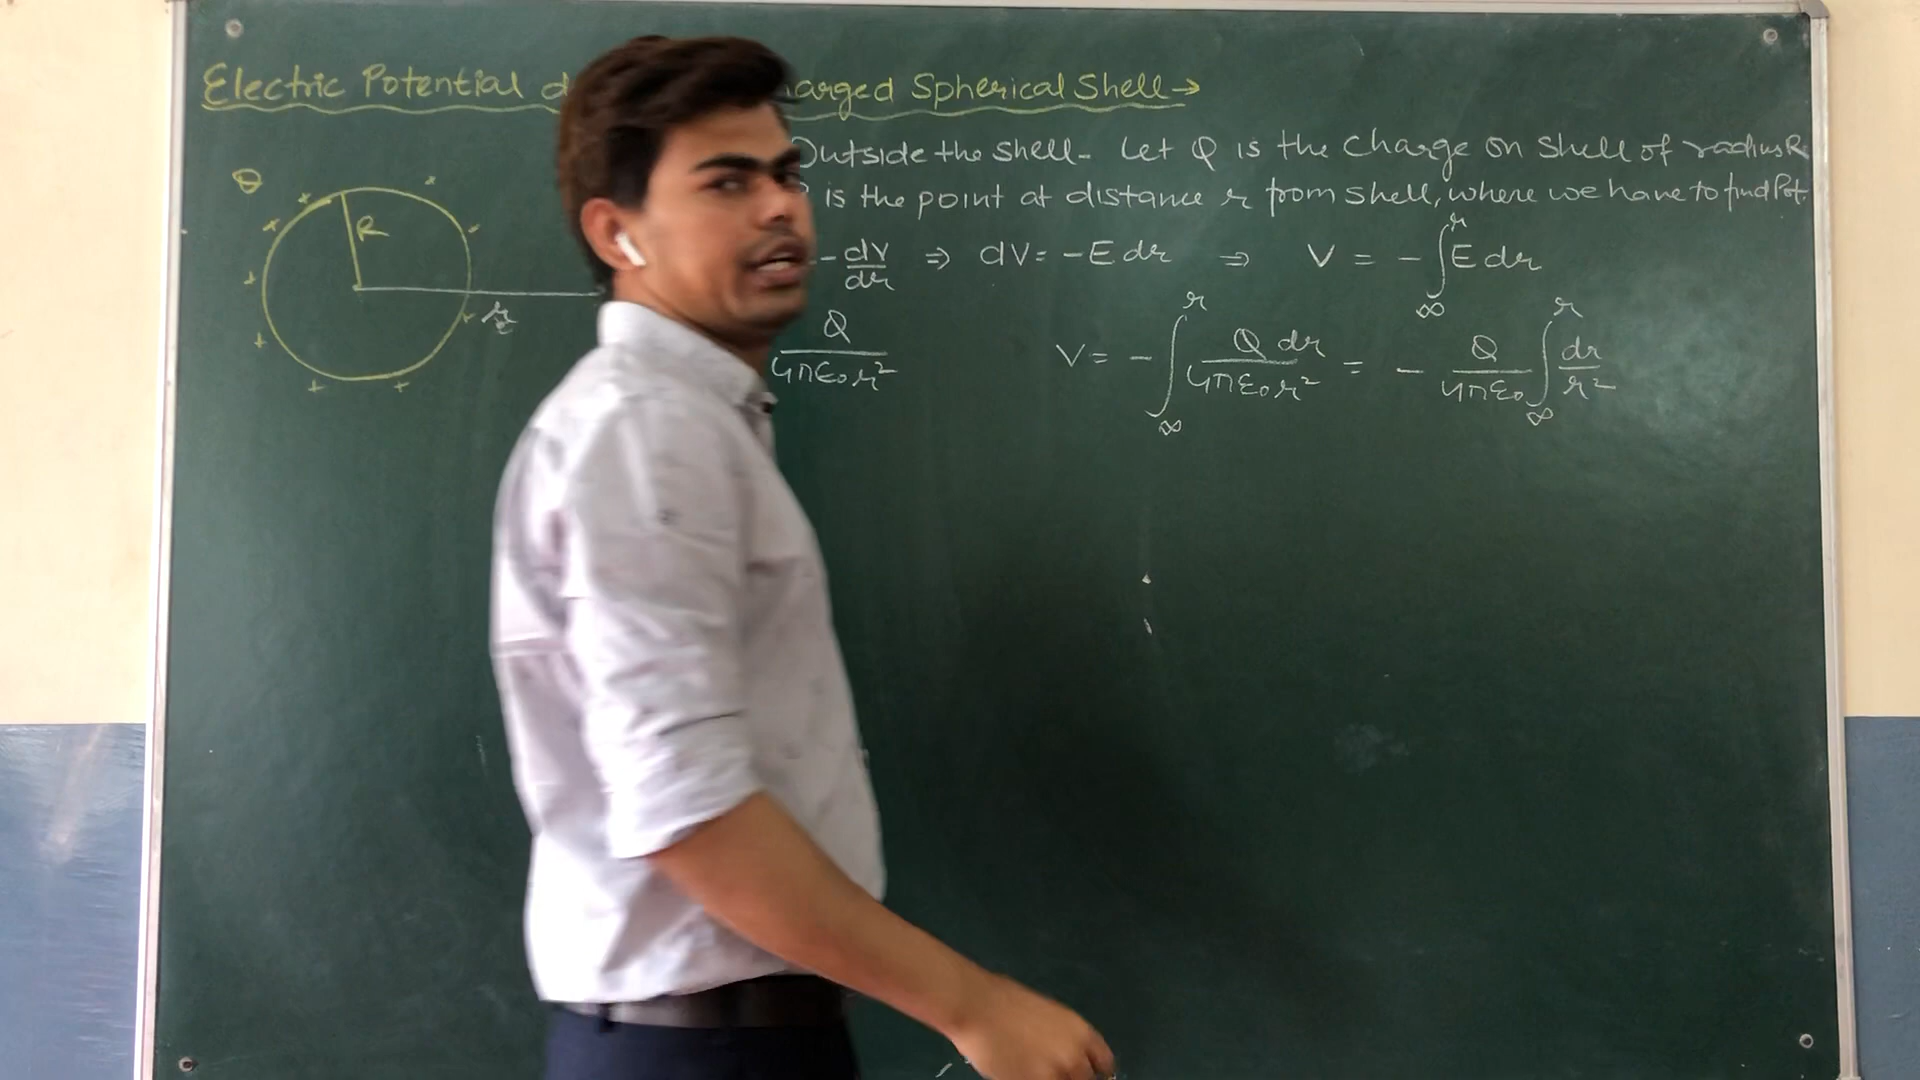 Electric Potential d arged Spherical Shell →
Outside the shell - Let Q is the charge on shell of radius R
is the point at distance r from shell, where we have to find Pot.
Q
R
r
- dV/dr ⇒ dV = - E dr ⇒ V = - ∫_∞^r E dr
Q/4πε₀r²
V = - ∫_∞^r Q dr/4πε₀r² = - Q/4πε₀ ∫_∞^r dr/r²